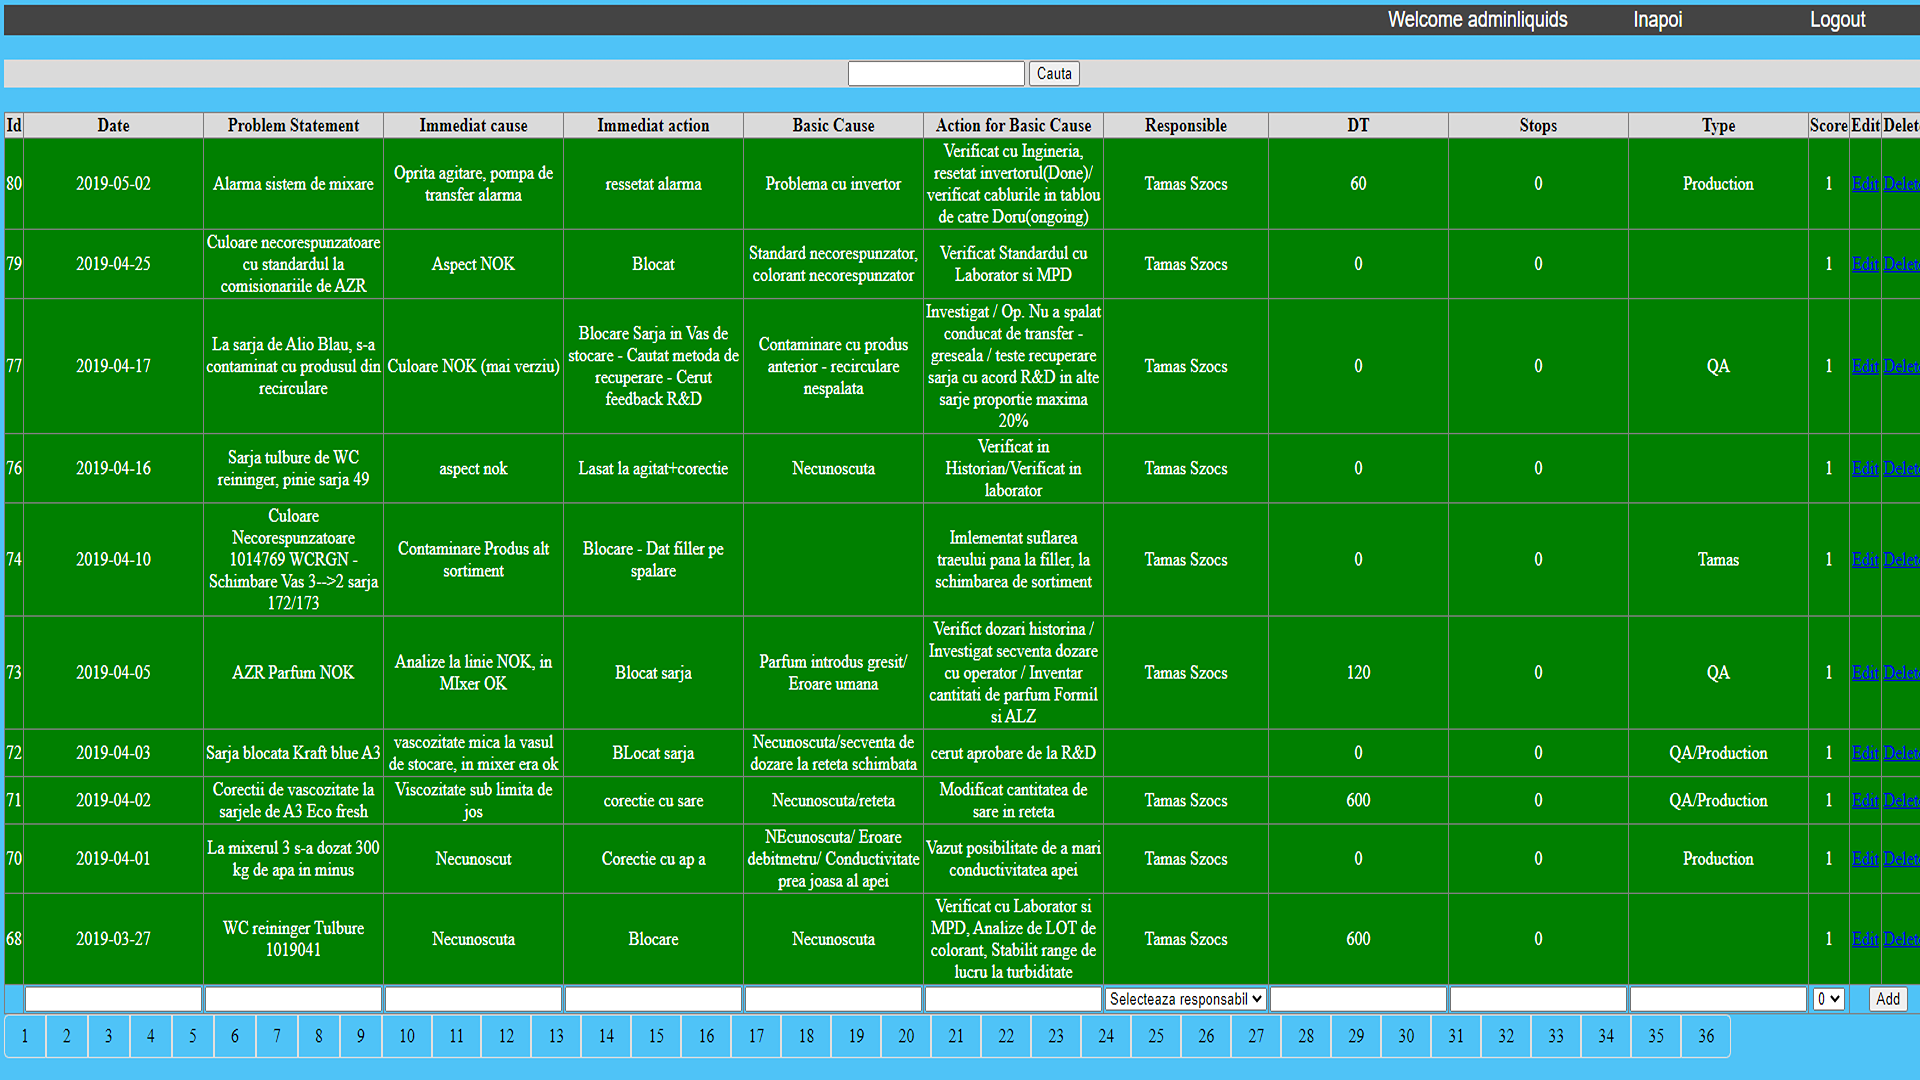 Welcome adminliquids Inapoi Logout
Cauta
Id Date Problem Statement Immediat cause Immediat action Basic Cause Action for Basic Cause Responsible DT Stops Type Score Edit Delet
80 2019-05-02 Alarma sistem de mixare Oprita agitare, pompa de transfer alarma ressetat alarma Problema cu invertor Verificat cu Ingineria, resetat invertorul(Done)/ verificat cablurile in tablou de catre Doru(ongoing) Tamas Szocs 60 0 Production 1 Edit Delet
79 2019-04-25 Culoare necorespunzatoare cu standardul la comisionariile de AZR Aspect NOK Blocat Standard necorespunzator, colorant necorespunzator Verificat Standardul cu Laborator si MPD Tamas Szocs 0 0 1 Edit Delet
77 2019-04-17 La sarja de Alio Blau, s-a contaminat cu produsul din recirculare Culoare NOK (mai verziu) Blocare Sarja in Vas de stocare - Cautat metoda de recuperare - Cerut feedback R&D Contaminare cu produs anterior - recirculare nespalata Investigat / Op. Nu a spalat conducat de transfer - greseala / teste recuperare sarja cu acord R&D in alte sarje proportie maxima 20% Tamas Szocs 0 0 QA 1 Edit Delet
76 2019-04-16 Sarja tulbure de WC reininger, pinie sarja 49 aspect nok Lasat la agitat+corectie Necunoscuta Verificat in Historian/Verificat in laborator Tamas Szocs 0 0 1 Edit Delet
74 2019-04-10 Culoare Necorespunzatoare 1014769 WCRGN - Schimbare Vas 3-->2 sarja 172/173 Contaminare Produs alt sortiment Blocare - Dat filler pe spalare Imlementat suflarea traeului pana la filler, la schimbarea de sortiment Tamas Szocs 0 0 Tamas 1 Edit Delet
73 2019-04-05 AZR Parfum NOK Analize la linie NOK, in MIxer OK Blocat sarja Parfum introdus gresit/ Eroare umana Verifict dozari historina / Investigat secventa dozare cu operator / Inventar cantitati de parfum Formil si ALZ Tamas Szocs 120 0 QA 1 Edit Delet
72 2019-04-03 Sarja blocata Kraft blue A3 vascozitate mica la vasul de stocare, in mixer era ok BLocat sarja Necunoscuta/secventa de dozare la reteta schimbata cerut aprobare de la R&D 0 0 QA/Production 1 Edit Delet
71 2019-04-02 Corectii de vascozitate la sarjele de A3 Eco fresh Viscozitate sub limita de jos corectie cu sare Necunoscuta/reteta Modificat cantitatea de sare in reteta Tamas Szocs 600 0 QA/Production 1 Edit Delet
70 2019-04-01 La mixerul 3 s-a dozat 300 kg de apa in minus Necunoscut Corectie cu ap a NEcunoscuta/ Eroare debitmetru/ Conductivitate prea joasa al apei Vazut posibilitate de a mari conductivitatea apei Tamas Szocs 0 0 Production 1 Edit Delet
68 2019-03-27 WC reininger Tulbure 1019041 Necunoscuta Blocare Necunoscuta Verificat cu Laborator si MPD, Analize de LOT de colorant, Stabilit range de lucru la turbiditate Tamas Szocs 600 0 1 Edit Delet
Selecteaza responsabil 0 Add
1 2 3 4 5 6 7 8 9 10 11 12 13 14 15 16 17 18 19 20 21 22 23 24 25 26 27 28 29 30 31 32 33 34 35 36